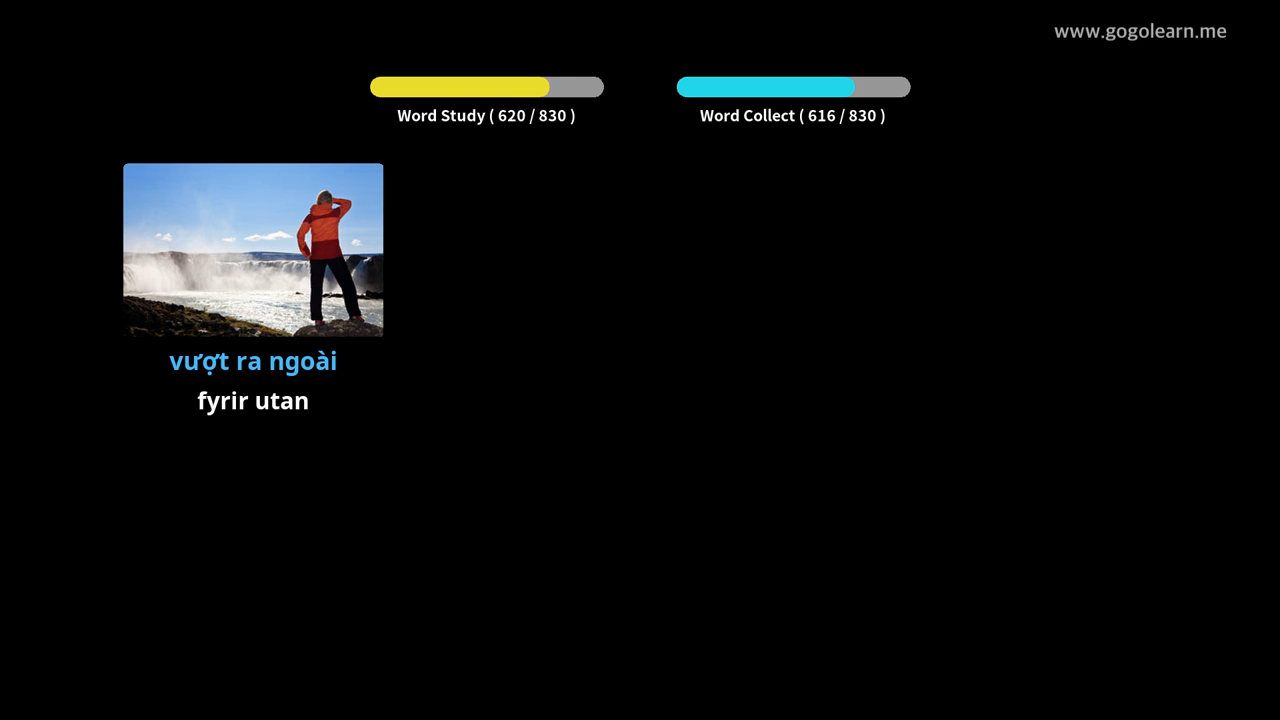 www.gogolearn.me
Word Study ( 620 / 830 )
Word Collect ( 616 / 830 )
vượt ra ngoài
fyrir utan